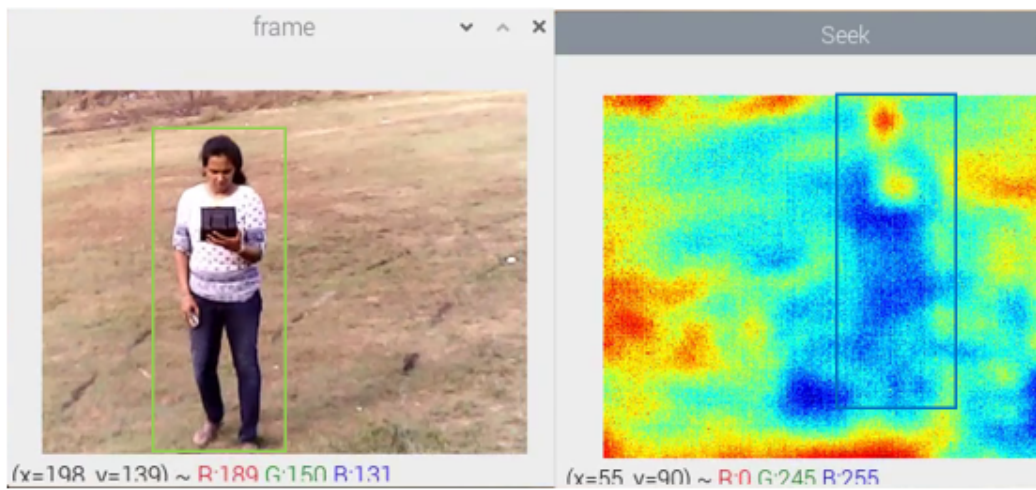 frame
Seek
(x=198, y=139) ~ R:189 G:150 B:131
(x=55, y=90) ~ R:0 G:245 B:255